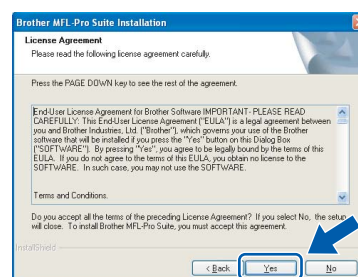 Brother MFL-Pro Suite Installation
License Agreement
Please read the following license agreement carefully.
Press the PAGE DOWN key to see the rest of the agreement.
End-User License Agreement for Brother Software IMPORTANT- PLEASE READ
CAREFULLY: This End-User License Agreement ("EULA") is a legal agreement between
you and Brother Industries, Ltd. ("Brother"), which governs your use of the Brother
software that will be installed if you press the "Yes" button on this Dialog Box
("SOFTWARE"). By pressing "Yes", you agree to be legally bound by the terms of this
EULA. If you do not agree to the terms of this EULA, you obtain no license to the
SOFTWARE. In such case, you may not use the SOFTWARE.
Terms and Conditions.
Do you accept all the terms of the preceding License Agreement? If you select No, the setup
will close. To install Brother MFL-Pro Suite, you must accept this agreement.
InstallShield
< Back
Yes
No